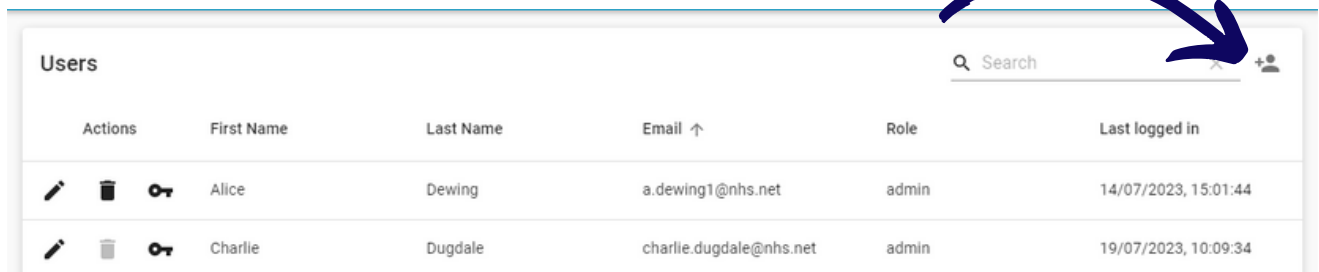 Users
Search
Actions First Name Last Name Email ↑ Role Last logged in
Alice Dewing a.dewing1@nhs.net admin 14/07/2023, 15:01:44
Charlie Dugdale charlie.dugdale@nhs.net admin 19/07/2023, 10:09:34